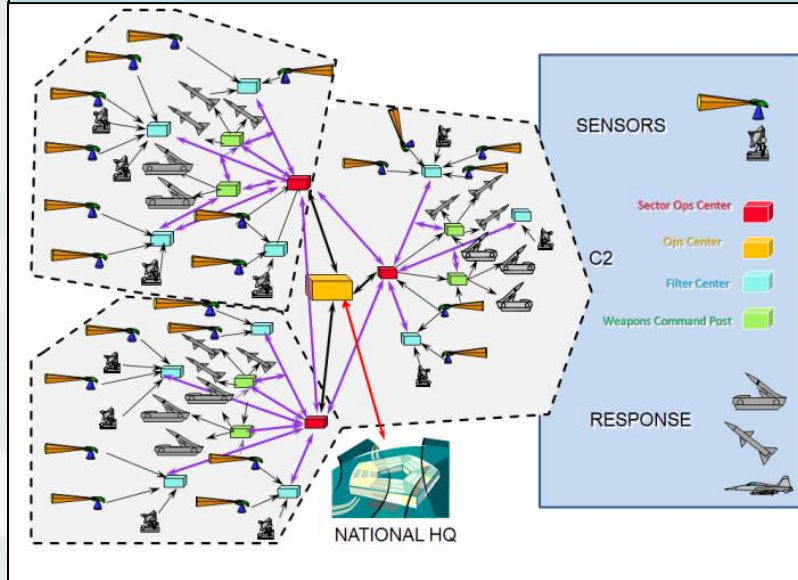 SENSORS
Sector Ops Center
Ops Center
C2
Filter Center
Weapons Command Post
RESPONSE
NATIONAL HQ